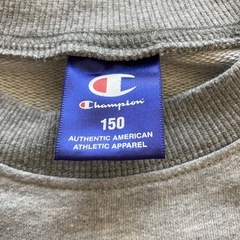 Champion
150
AUTHENTIC AMERICAN
ATHLETIC APPAREL